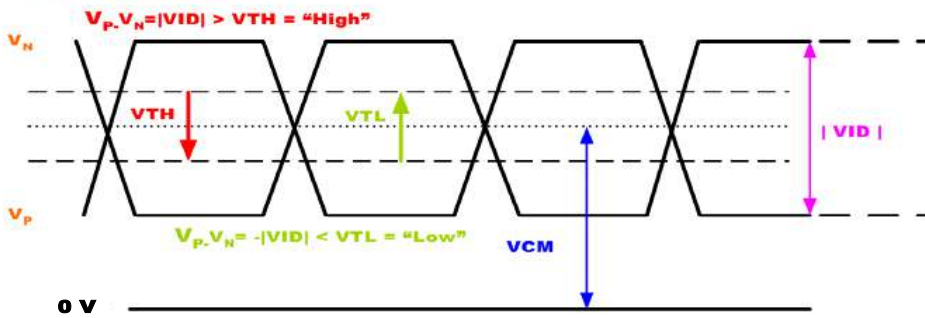 VP-VN=|VID| > VTH = “High”
VN
VTH
VTL
| VID |
VP
VP-VN= -|VID| < VTL = “Low”
VCM
0 V